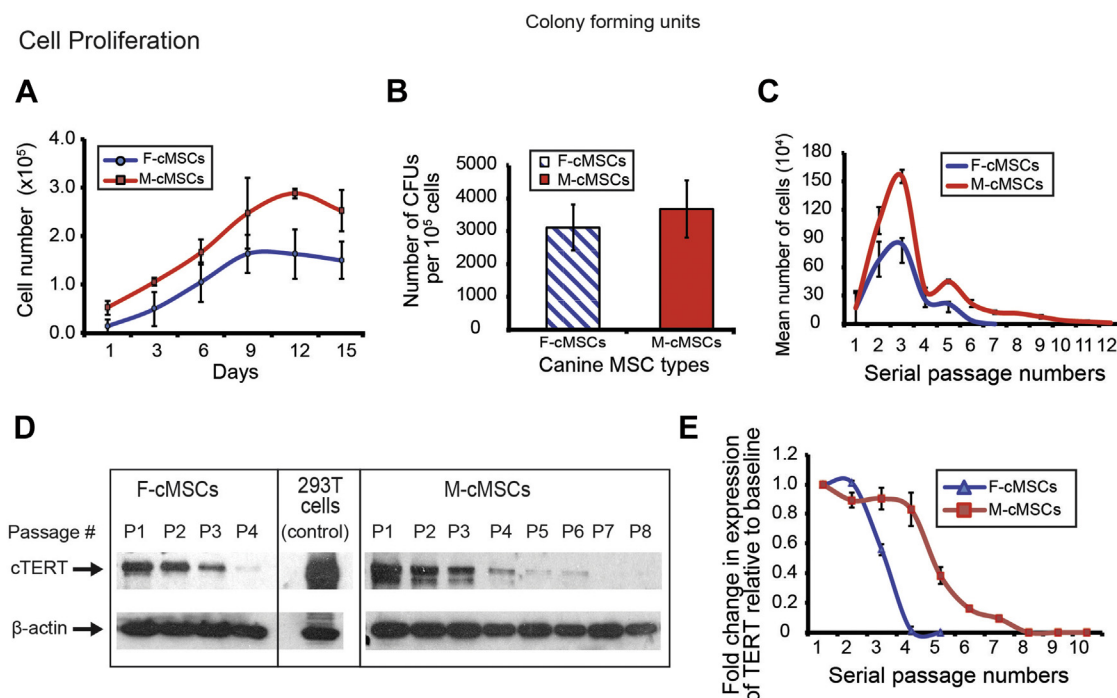 Colony forming units
Cell Proliferation
A
Cell number (x10⁵)
4.0
3.0
2.0
1.0
0.0
F-cMSCs
M-cMSCs
1 3 6 9 12 15
Days
B
Number of CFUs
per 10⁵ cells
5000
4000
3000
2000
1000
0
F-cMSCs
M-cMSCs
F-cMSCs M-cMSCs
Canine MSC types
C
Mean number of cells (10⁴)
180
150
120
90
60
30
0
F-cMSCs
M-cMSCs
1 2 3 4 5 6 7 8 9 10 11 12
Serial passage numbers
D
F-cMSCs
293T
cells
(control)
M-cMSCs
Passage # P1 P2 P3 P4 P1 P2 P3 P4 P5 P6 P7 P8
cTERT
β-actin
E
Fold change in expression
of TERT relative to baseline
1.2
1.0
0.8
0.6
0.4
0.2
0
F-cMSCs
M-cMSCs
1 2 3 4 5 6 7 8 9 10
Serial passage numbers